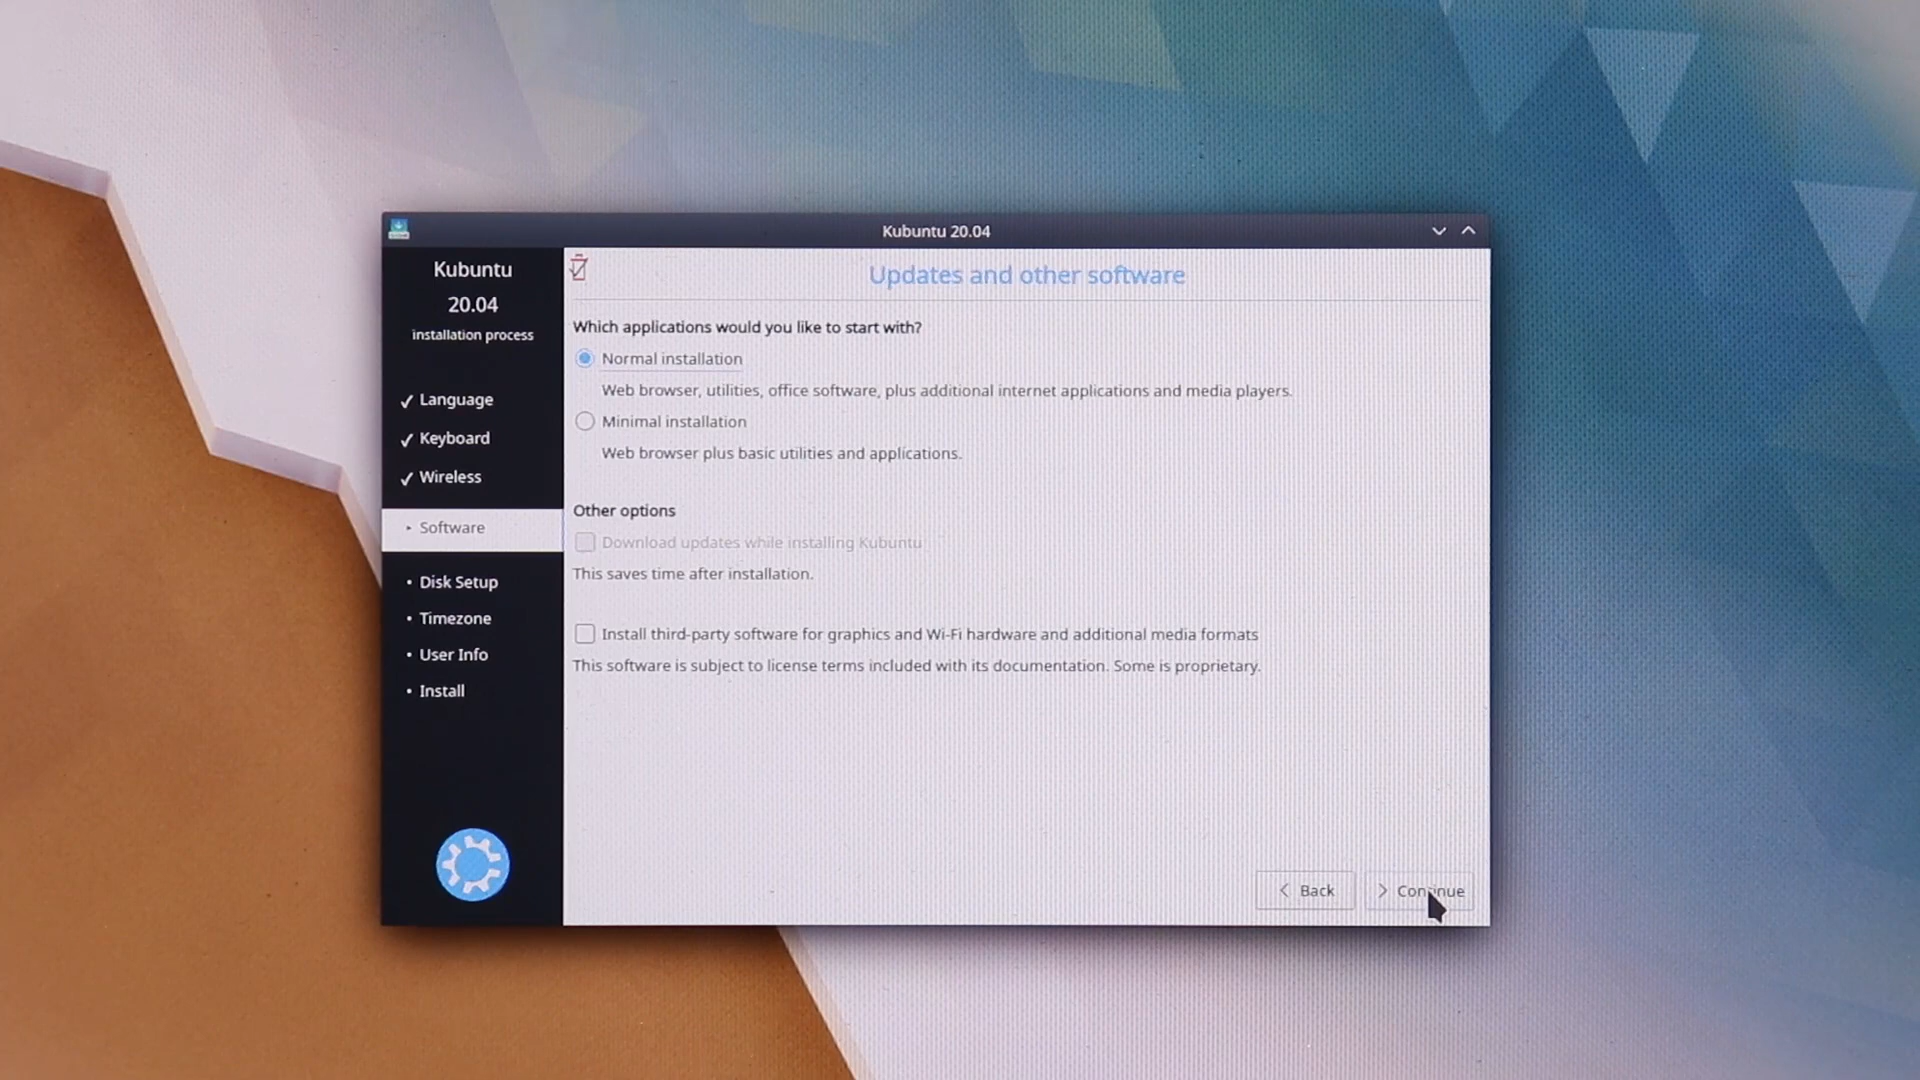 Kubuntu 20.04
Kubuntu
20.04
installation process
✓ Language
✓ Keyboard
✓ Wireless
Software
• Disk Setup
• Timezone
• User Info
• Install
Updates and other software
Which applications would you like to start with?
Normal installation
Web browser, utilities, office software, plus additional internet applications and media players.
Minimal installation
Web browser plus basic utilities and applications.
Other options
Download updates while installing Kubuntu
This saves time after installation.
Install third-party software for graphics and Wi-Fi hardware and additional media formats
This software is subject to license terms included with its documentation. Some is proprietary.
< Back
> Continue